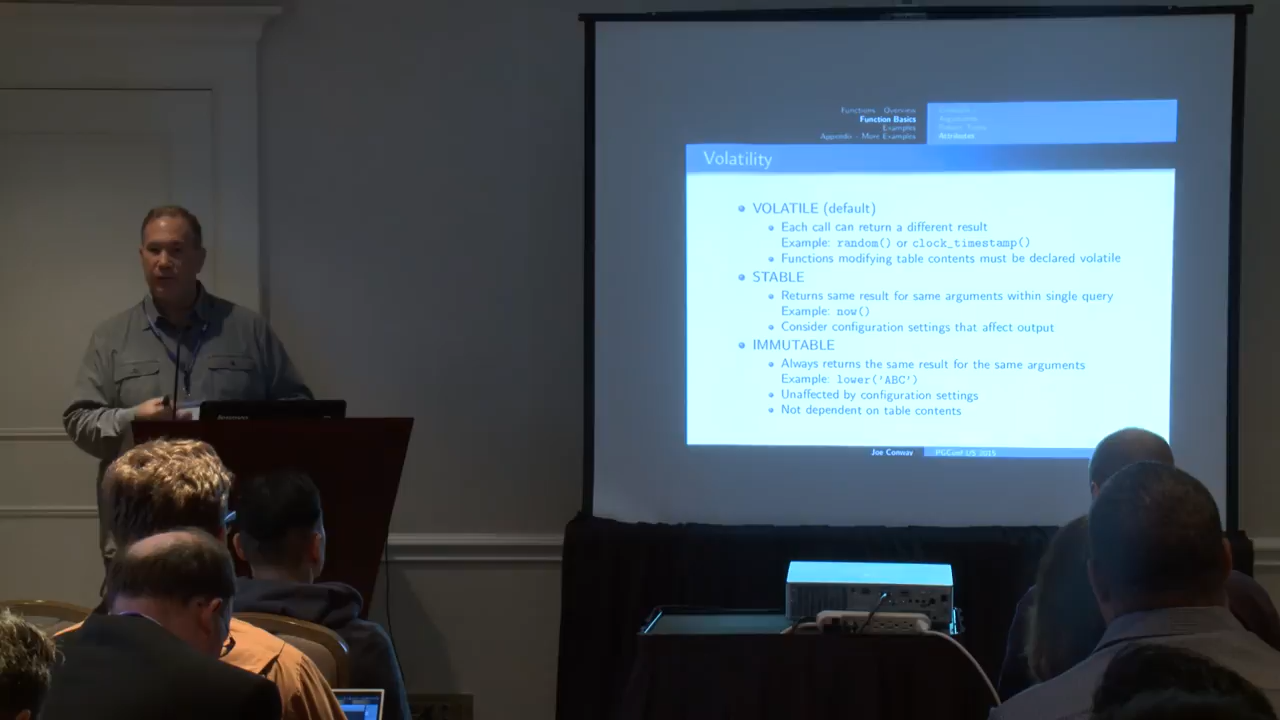 Functions Overview
Function Basics
Examples
Appendix - More Examples
Attributes
Volatility
VOLATILE (default)
Each call can return a different result
Example: random() or clock_timestamp()
Functions modifying table contents must be declared volatile
STABLE
Returns same result for same arguments within single query
Example: now()
Consider configuration settings that affect output
IMMUTABLE
Always returns the same result for the same arguments
Example: lower('ABC')
Unaffected by configuration settings
Not dependent on table contents
Joe Conway
PGConf US 2015